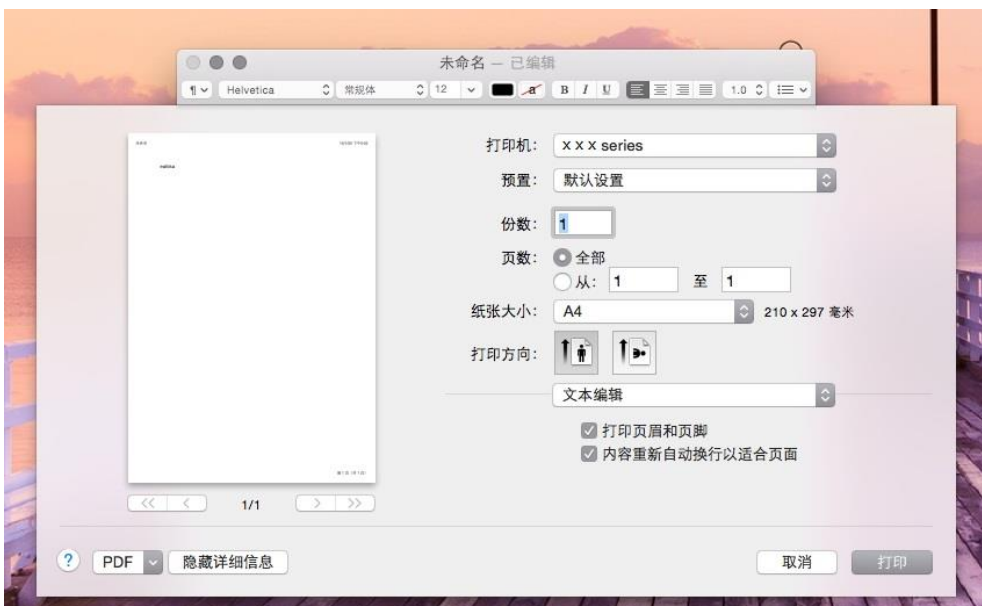 未命名 — 已编辑
¶ Helvetica 常规体 12 a B I U 1.0
打印机： x x x series
预置： 默认设置
份数： 1
页数： 全部
从： 1 至 1
纸张大小： A4 210 x 297 毫米
打印方向：
文本编辑
打印页眉和页脚
内容重新自动换行以适合页面
<< < 1/1 > >>
? PDF 隐藏详细信息 取消 打印